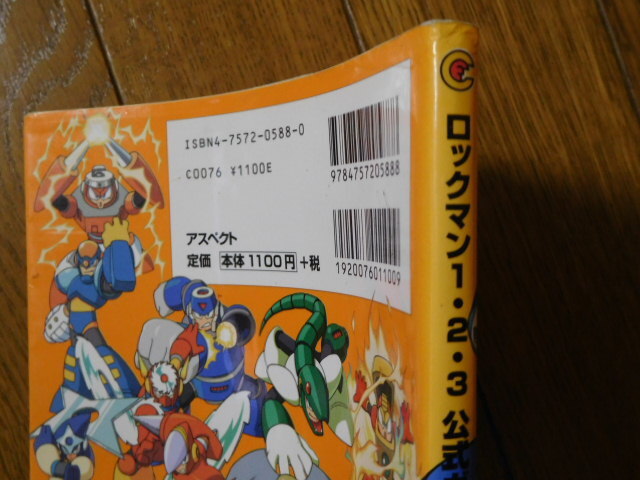 ISBN4-7572-0588-0
C0076 ¥1100E
9784757205888
アスペクト
定価 本体1100円+税
1920076011009
ロックマン1・2・3 公式